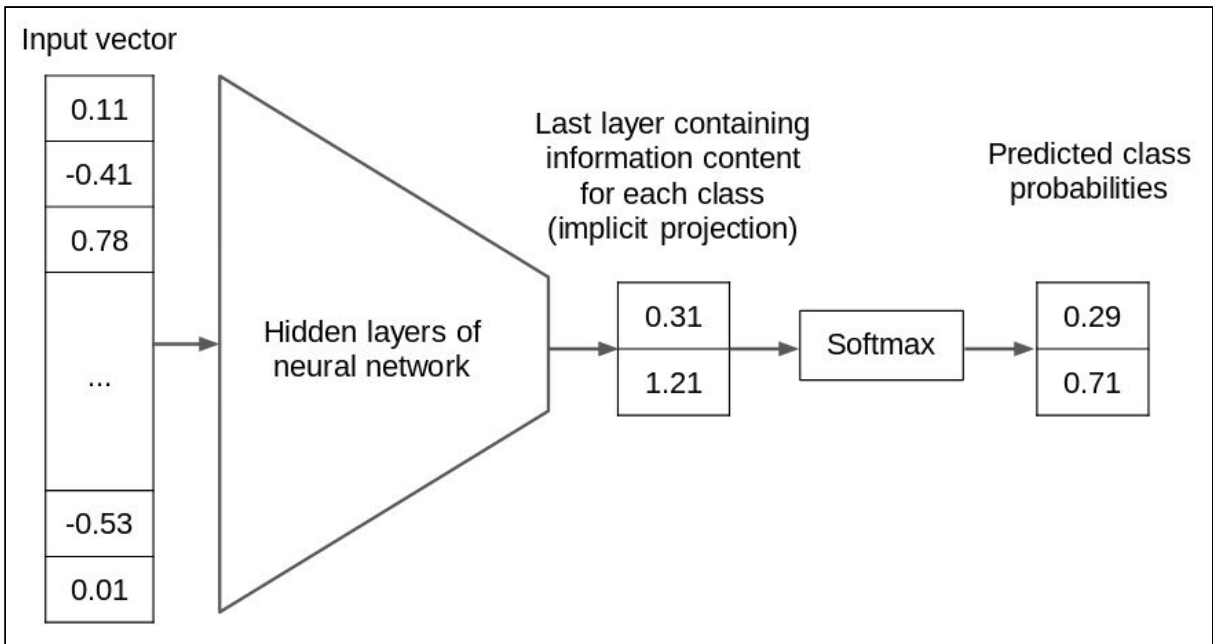 Input vector
0.11
-0.41
0.78
...
-0.53
0.01
Hidden layers of
neural network
Last layer containing
information content
for each class
(implicit projection)
0.31
1.21
Softmax
Predicted class
probabilities
0.29
0.71